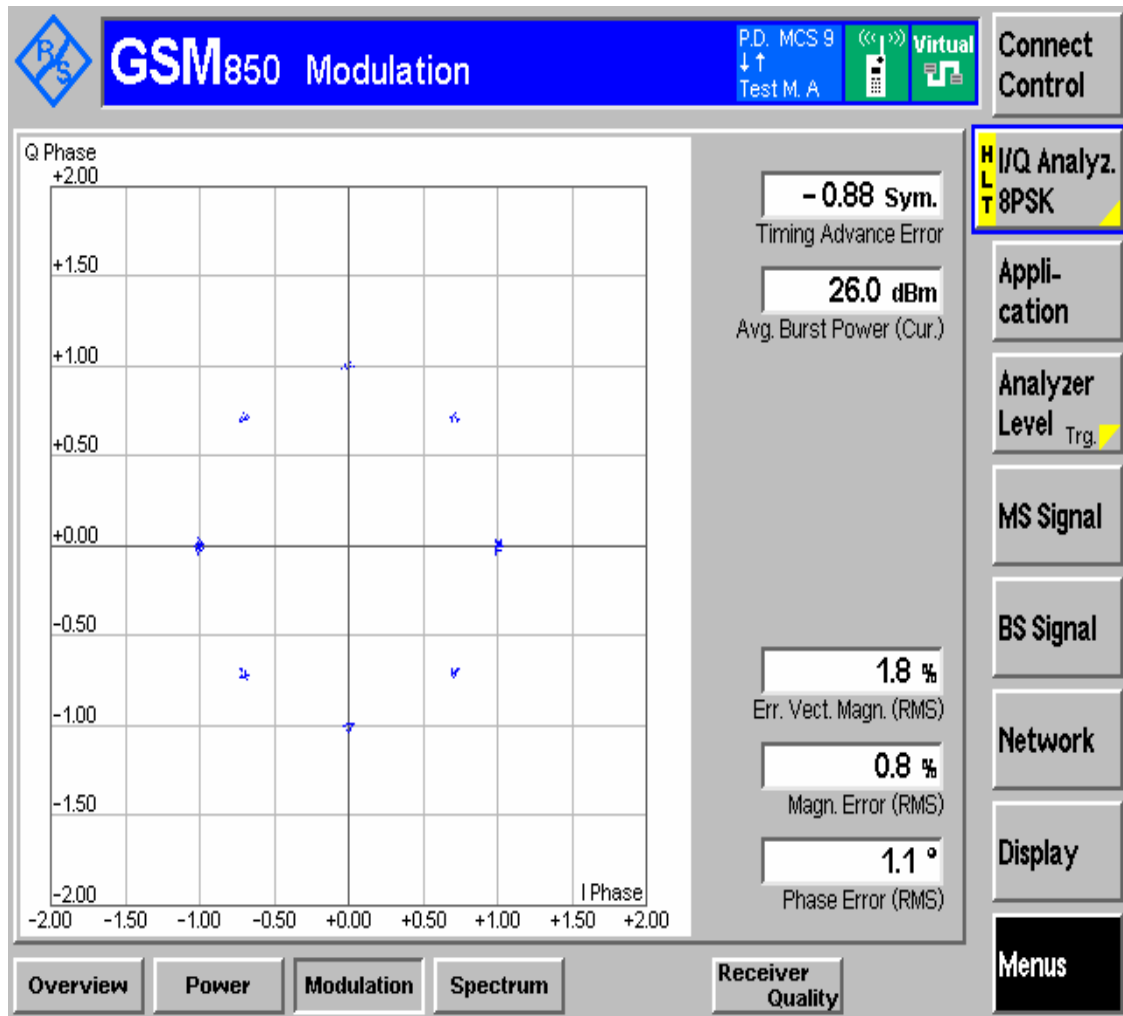 R/S
GSM850 Modulation
P.D. MCS 9
↓↑
Test M. A
Virtual
Connect
Control
H
L
T
I/Q Analyz.
8PSK
Appli-
cation
Analyzer
Level Trg.
MS Signal
BS Signal
Network
Display
Menus
Q Phase
+2.00
+1.50
+1.00
+0.50
+0.00
-0.50
-1.00
-1.50
-2.00
I Phase
-2.00 -1.50 -1.00 -0.50 +0.00 +0.50 +1.00 +1.50 +2.00
-0.88 Sym.
Timing Advance Error
26.0 dBm
Avg. Burst Power (Cur.)
1.8 %
Err. Vect. Magn. (RMS)
0.8 %
Magn. Error (RMS)
1.1 °
Phase Error (RMS)
Overview Power Modulation Spectrum
Receiver
Quality